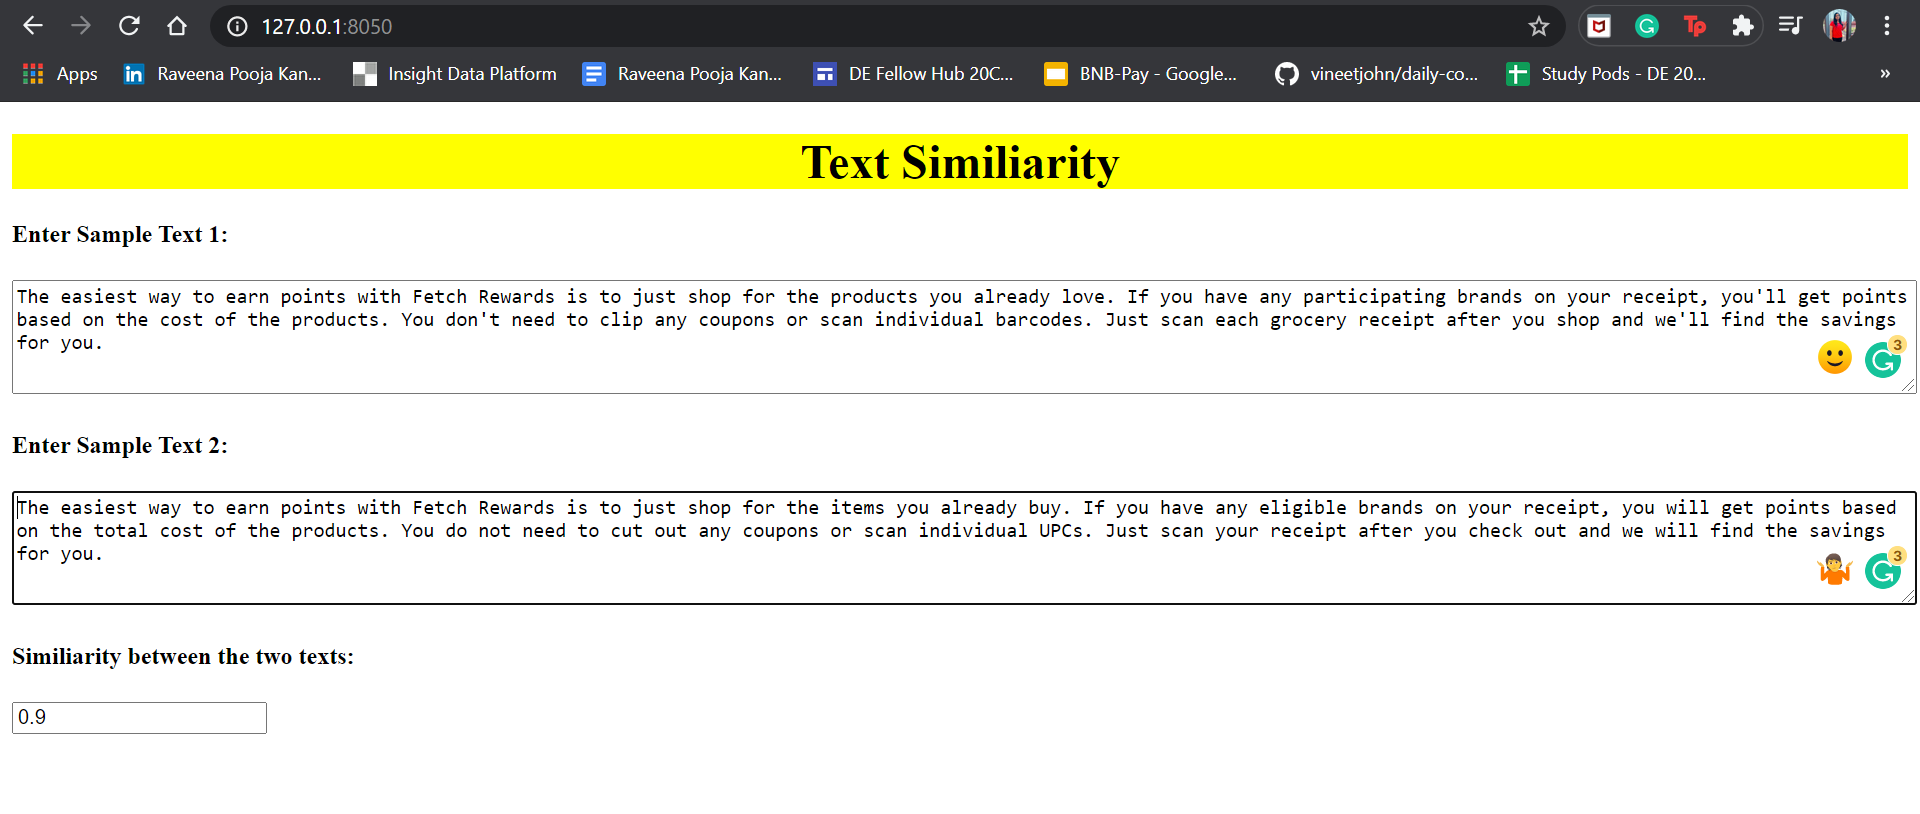 127.0.0.1:8050
Apps Raveena Pooja Kan... Insight Data Platform Raveena Pooja Kan... DE Fellow Hub 20C... BNB-Pay - Google... vineetjohn/daily-co... Study Pods - DE 20... »
Text Similiarity
Enter Sample Text 1:
The easiest way to earn points with Fetch Rewards is to just shop for the products you already love. If you have any participating brands on your receipt, you'll get points
based on the cost of the products. You don't need to clip any coupons or scan individual barcodes. Just scan each grocery receipt after you shop and we'll find the savings
for you.
3
Enter Sample Text 2:
The easiest way to earn points with Fetch Rewards is to just shop for the items you already buy. If you have any eligible brands on your receipt, you will get points based
on the total cost of the products. You do not need to cut out any coupons or scan individual UPCs. Just scan your receipt after you check out and we will find the savings
for you.
3
Similiarity between the two texts:
0.9